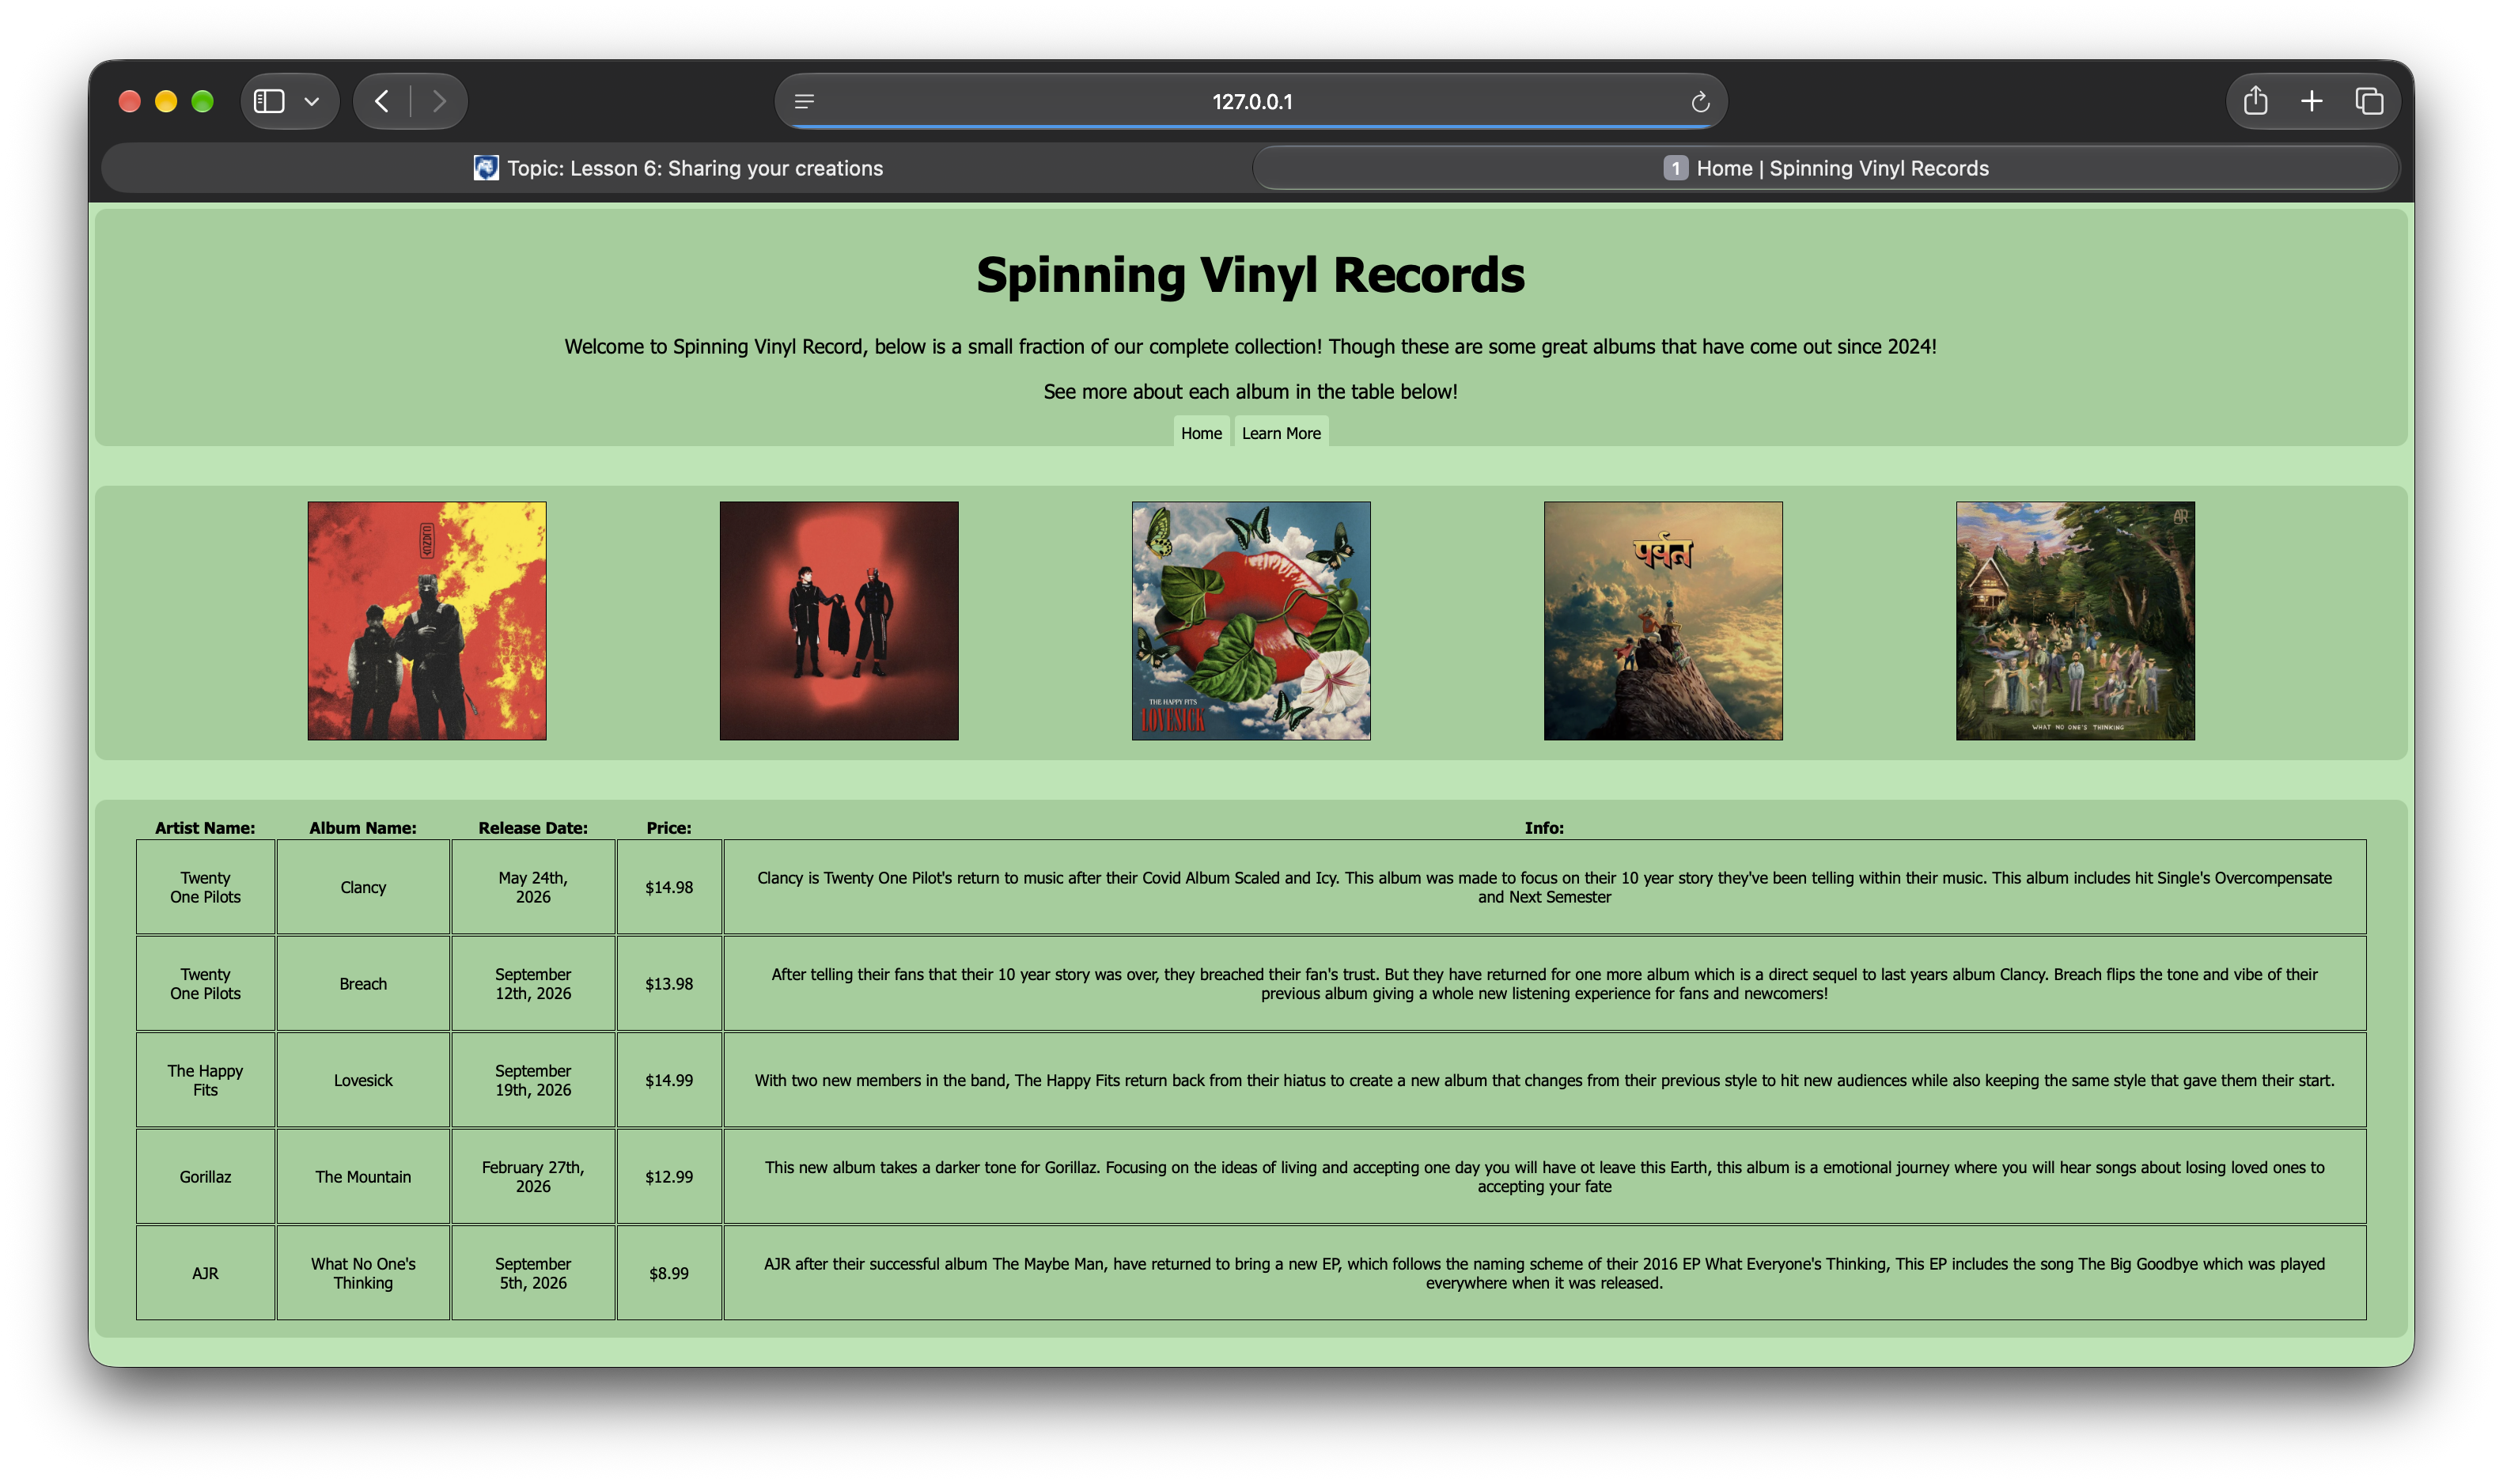 127.0.0.1
Topic: Lesson 6: Sharing your creations
1 Home | Spinning Vinyl Records
Spinning Vinyl Records
Welcome to Spinning Vinyl Record, below is a small fraction of our complete collection! Though these are some great albums that have come out since 2024!
See more about each album in the table below!
Home Learn More
THE HAPPY FITS
LOVESICK
पर्वत
AJR
WHAT NO ONE'S THINKING
Artist Name: Album Name: Release Date: Price: Info:
Twenty
One Pilots
Clancy
May 24th,
2026
$14.98
Clancy is Twenty One Pilot's return to music after their Covid Album Scaled and Icy. This album was made to focus on their 10 year story they've been telling within their music. This album includes hit Single's Overcompensate
and Next Semester
Twenty
One Pilots
Breach
September
12th, 2026
$13.98
After telling their fans that their 10 year story was over, they breached their fan's trust. But they have returned for one more album which is a direct sequel to last years album Clancy. Breach flips the tone and vibe of their
previous album giving a whole new listening experience for fans and newcomers!
The Happy
Fits
Lovesick
September
19th, 2026
$14.99
With two new members in the band, The Happy Fits return back from their hiatus to create a new album that changes from their previous style to hit new audiences while also keeping the same style that gave them their start.
Gorillaz
The Mountain
February 27th,
2026
$12.99
This new album takes a darker tone for Gorillaz. Focusing on the ideas of living and accepting one day you will have ot leave this Earth, this album is a emotional journey where you will hear songs about losing loved ones to
accepting your fate
AJR
What No One's
Thinking
September
5th, 2026
$8.99
AJR after their successful album The Maybe Man, have returned to bring a new EP, which follows the naming scheme of their 2016 EP What Everyone's Thinking, This EP includes the song The Big Goodbye which was played
everywhere when it was released.